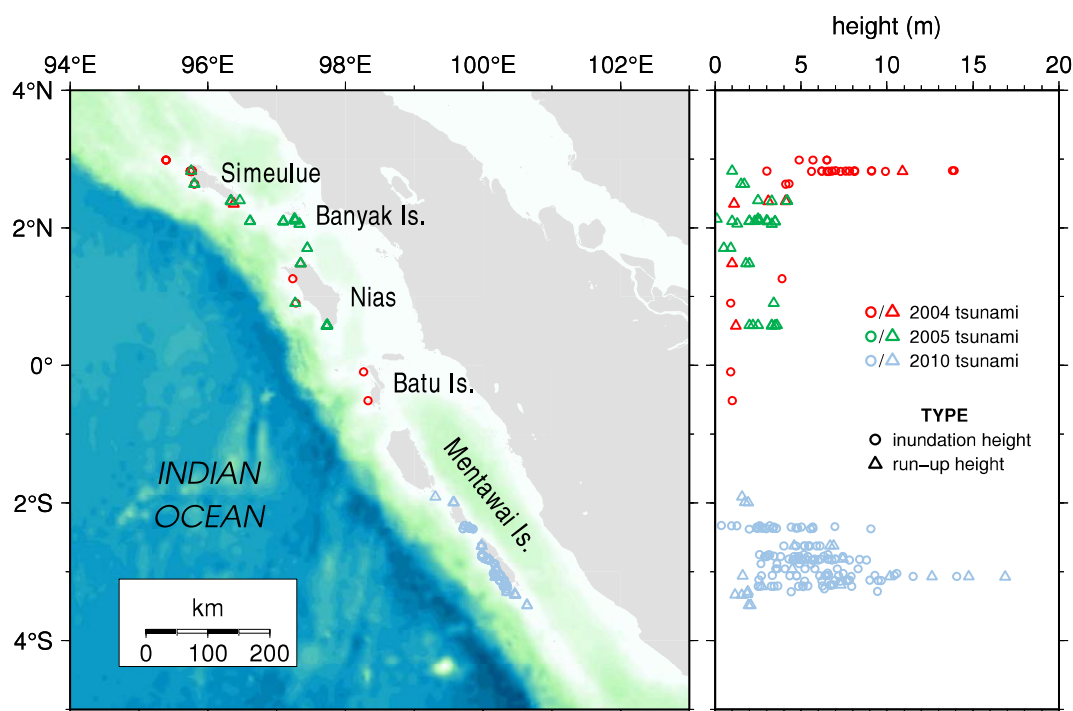 height (m)
94°E 96°E 98°E 100°E 102°E 0 5 10 15 20
4°N
2°N
0°
2°S
4°S
Simeulue
Banyak Is.
Nias
Batu Is.
Mentawai Is.
INDIAN
OCEAN
km
0 100 200
2004 tsunami
2005 tsunami
2010 tsunami
TYPE
inundation height
run−up height